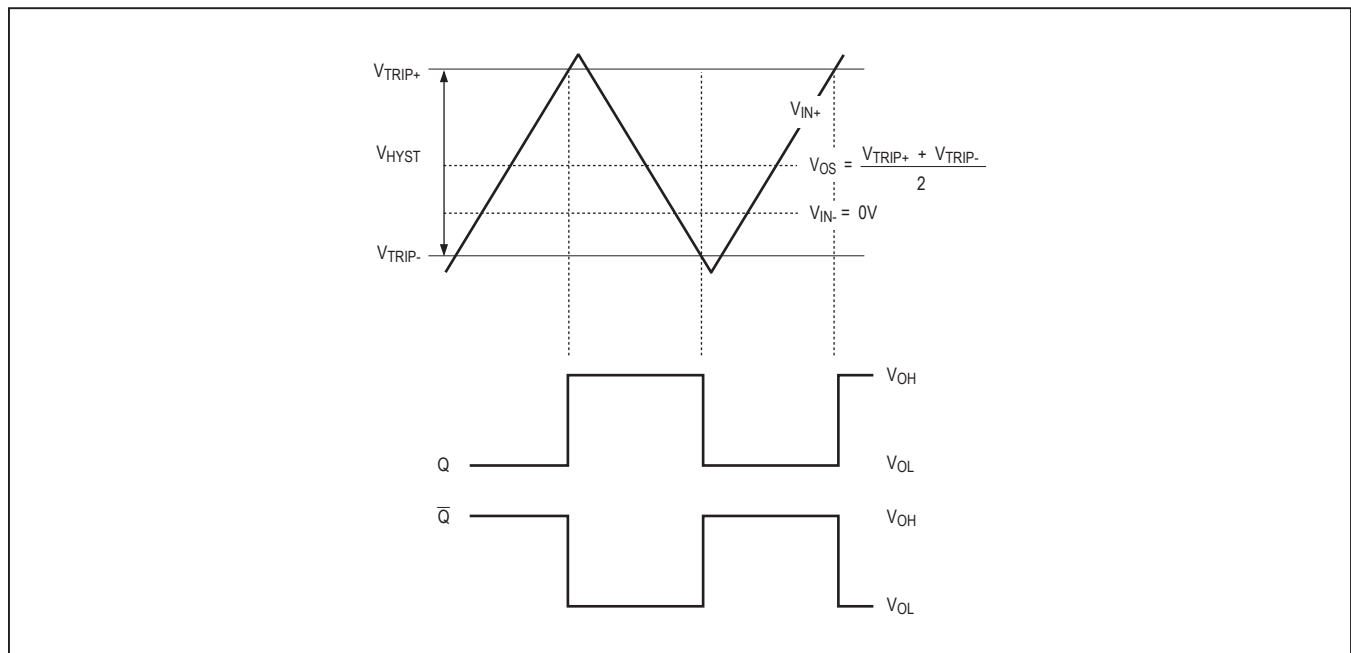 VTRIP+
VIN+
VHYST
VOS = VTRIP+ + VTRIP-
2
VIN- = 0V
VTRIP-
VOH
Q VOL
Q̅ VOH
VOL